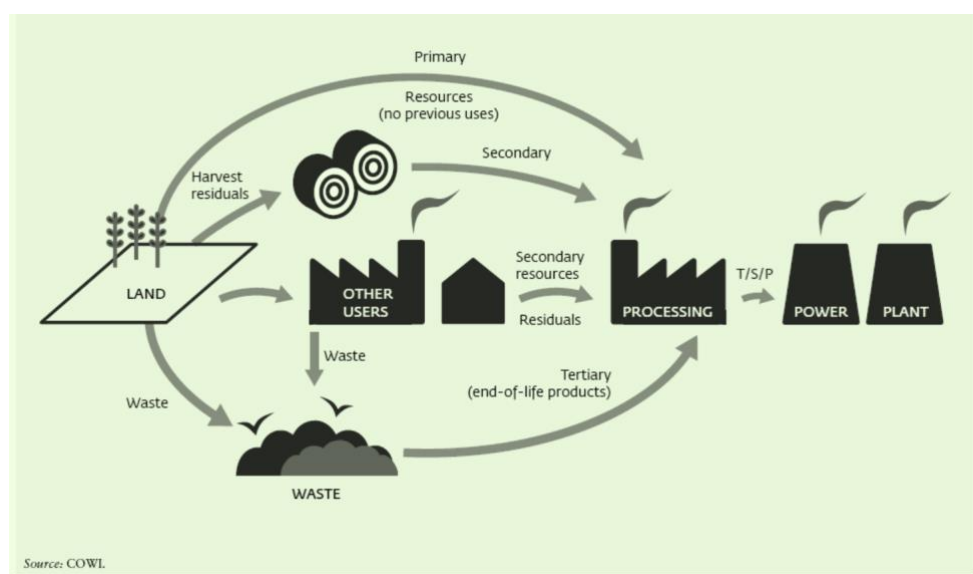 Primary
Resources
(no previous uses)
Secondary
Harvest
residuals
LAND
OTHER
USERS
Secondary
resources
Residuals
PROCESSING
T/S/P
POWER
PLANT
Waste
Waste
Tertiary
(end-of-life products)
WASTE
Source: COWI.